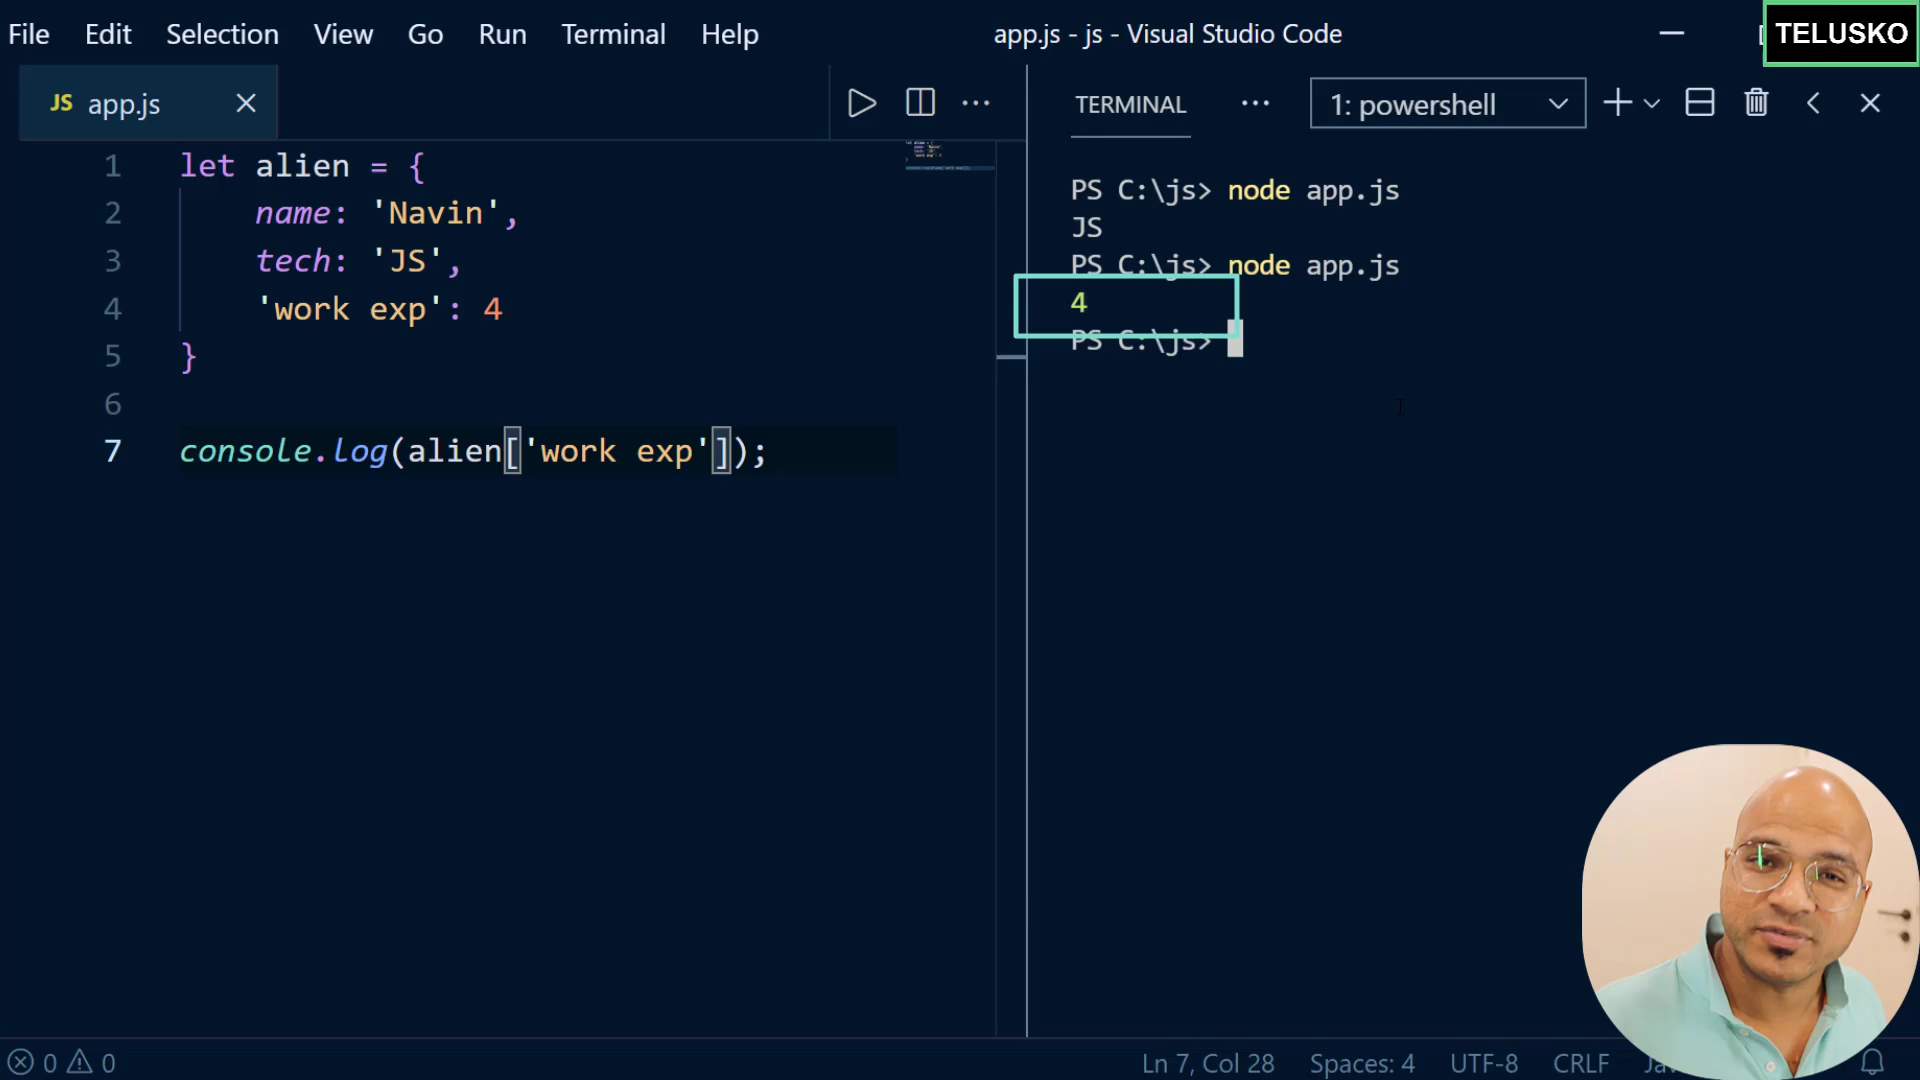 File Edit Selection View Go Run Terminal Help
app.js - js - Visual Studio Code
TELUSKO
JS app.js
TERMINAL
1: powershell
1 let alien = {
2 name: 'Navin',
3 tech: 'JS',
4 'work exp': 4
5 }
6
7 console.log(alien['work exp']);
PS C:\js> node app.js
JS
PS C:\js> node app.js
4
PS C:\js>
0 0
Ln 7, Col 28 Spaces: 4 UTF-8 CRLF